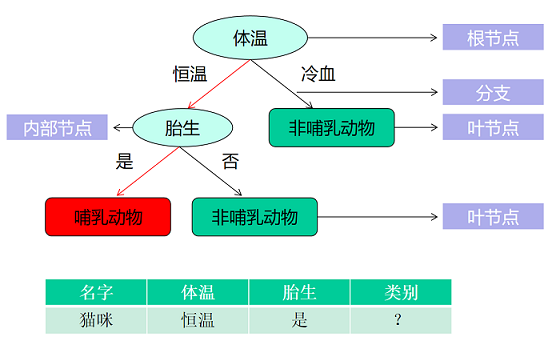 体温
根节点
恒温
冷血
分支
内部节点
胎生
非哺乳动物
叶节点
是
否
哺乳动物
非哺乳动物
叶节点
名字 体温 胎生 类别
猫咪 恒温 是 ?